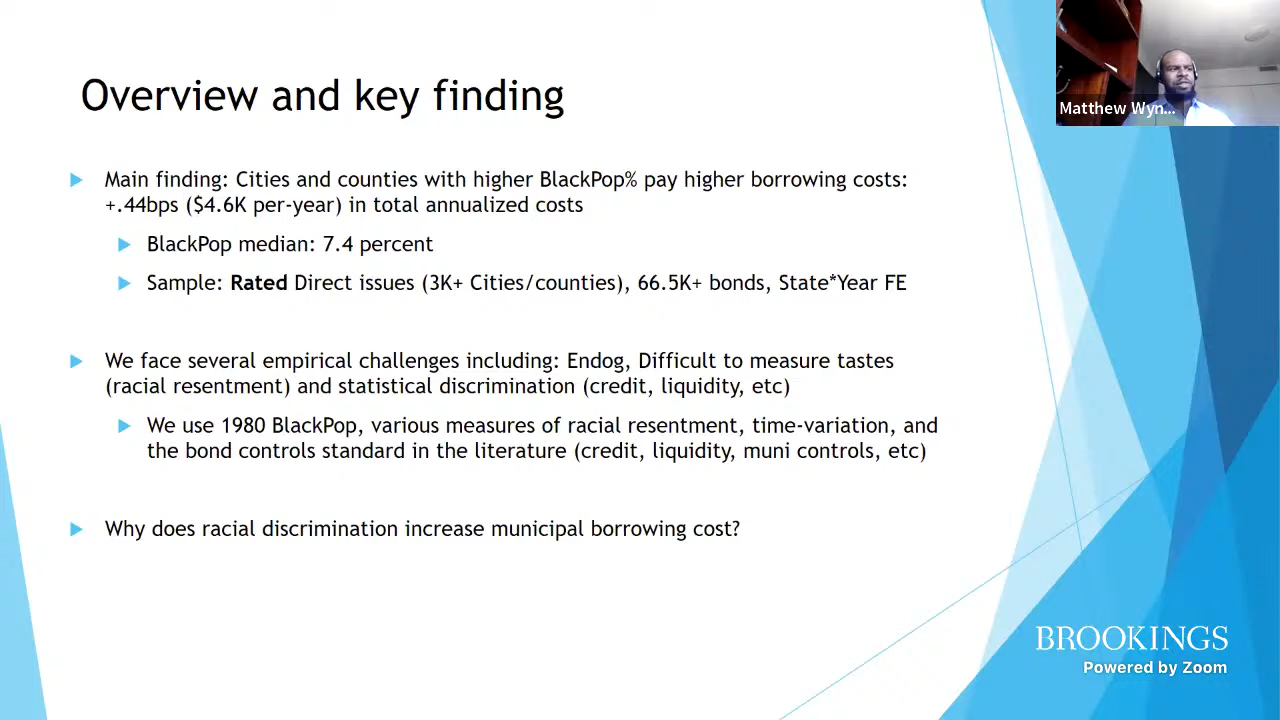 Overview and key finding
Matthew Wyn...
Main finding: Cities and counties with higher BlackPop% pay higher borrowing costs:
+.44bps ($4.6K per-year) in total annualized costs
BlackPop median: 7.4 percent
Sample: Rated Direct issues (3K+ Cities/counties), 66.5K+ bonds, State*Year FE
We face several empirical challenges including: Endog, Difficult to measure tastes
(racial resentment) and statistical discrimination (credit, liquidity, etc)
We use 1980 BlackPop, various measures of racial resentment, time-variation, and
the bond controls standard in the literature (credit, liquidity, muni controls, etc)
Why does racial discrimination increase municipal borrowing cost?
BROOKINGS
Powered by Zoom